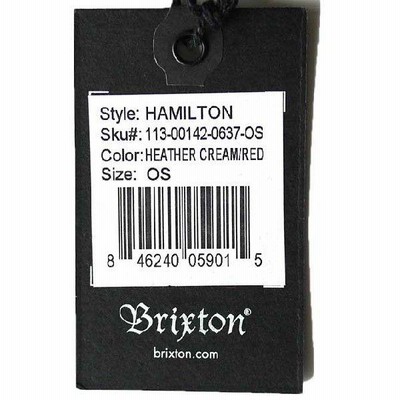 Style: HAMILTON
Sku#: 113-00142-0637-OS
Color: HEATHER CREAM/RED
Size: OS
8 46240 05901 5
Brixton®
brixton.com